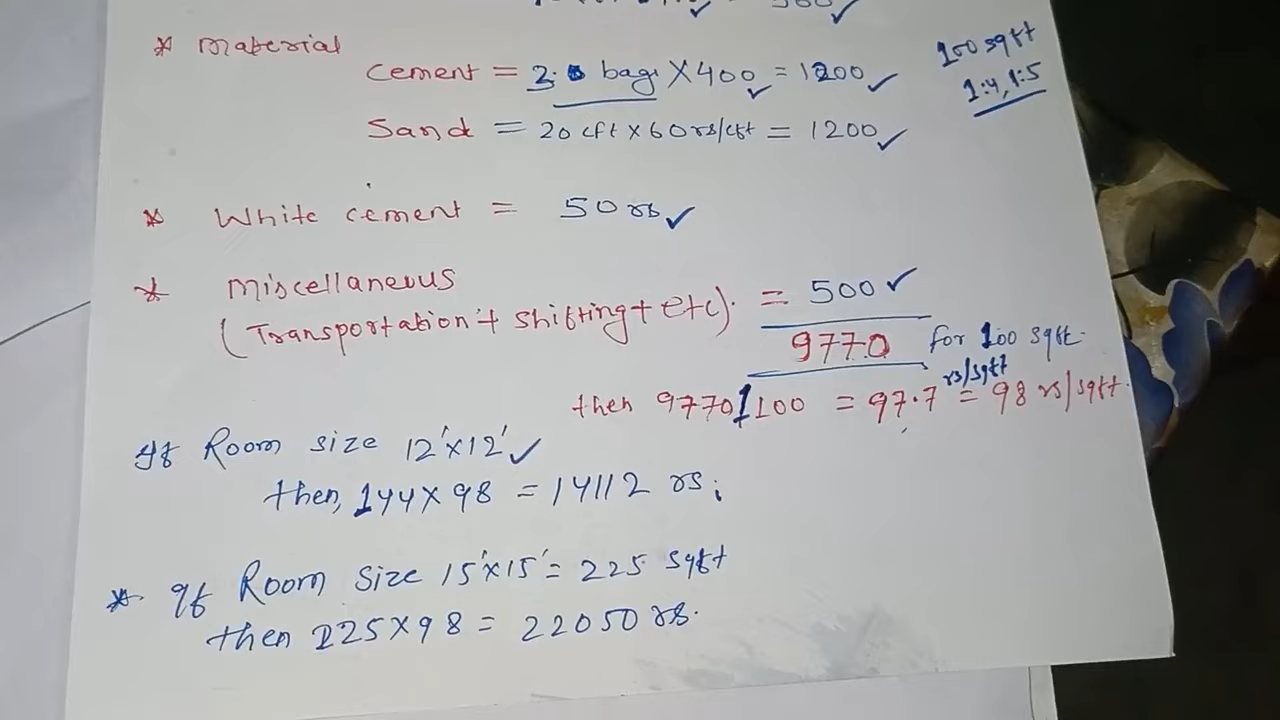 * Material
100 sqft
Cement = 3 bags X 400 = 1200 ✓
1:4, 1:5
Sand = 20 cft X 60 rs/cft = 1200 ✓
* White cement = 50 rs ✓
* Miscellaneous
(Transportation + Shifting + etc). = 500 ✓
9770 for 100 sqft.
then 9770/100 = 97.7 rs/sqft = 98 rs/sqft.
If Room size 12'x12' ✓
then, 144 X 98 = 14112 rs.
* If Room Size 15'x15' = 225 sqft
then 225 X 98 = 22050 rs.